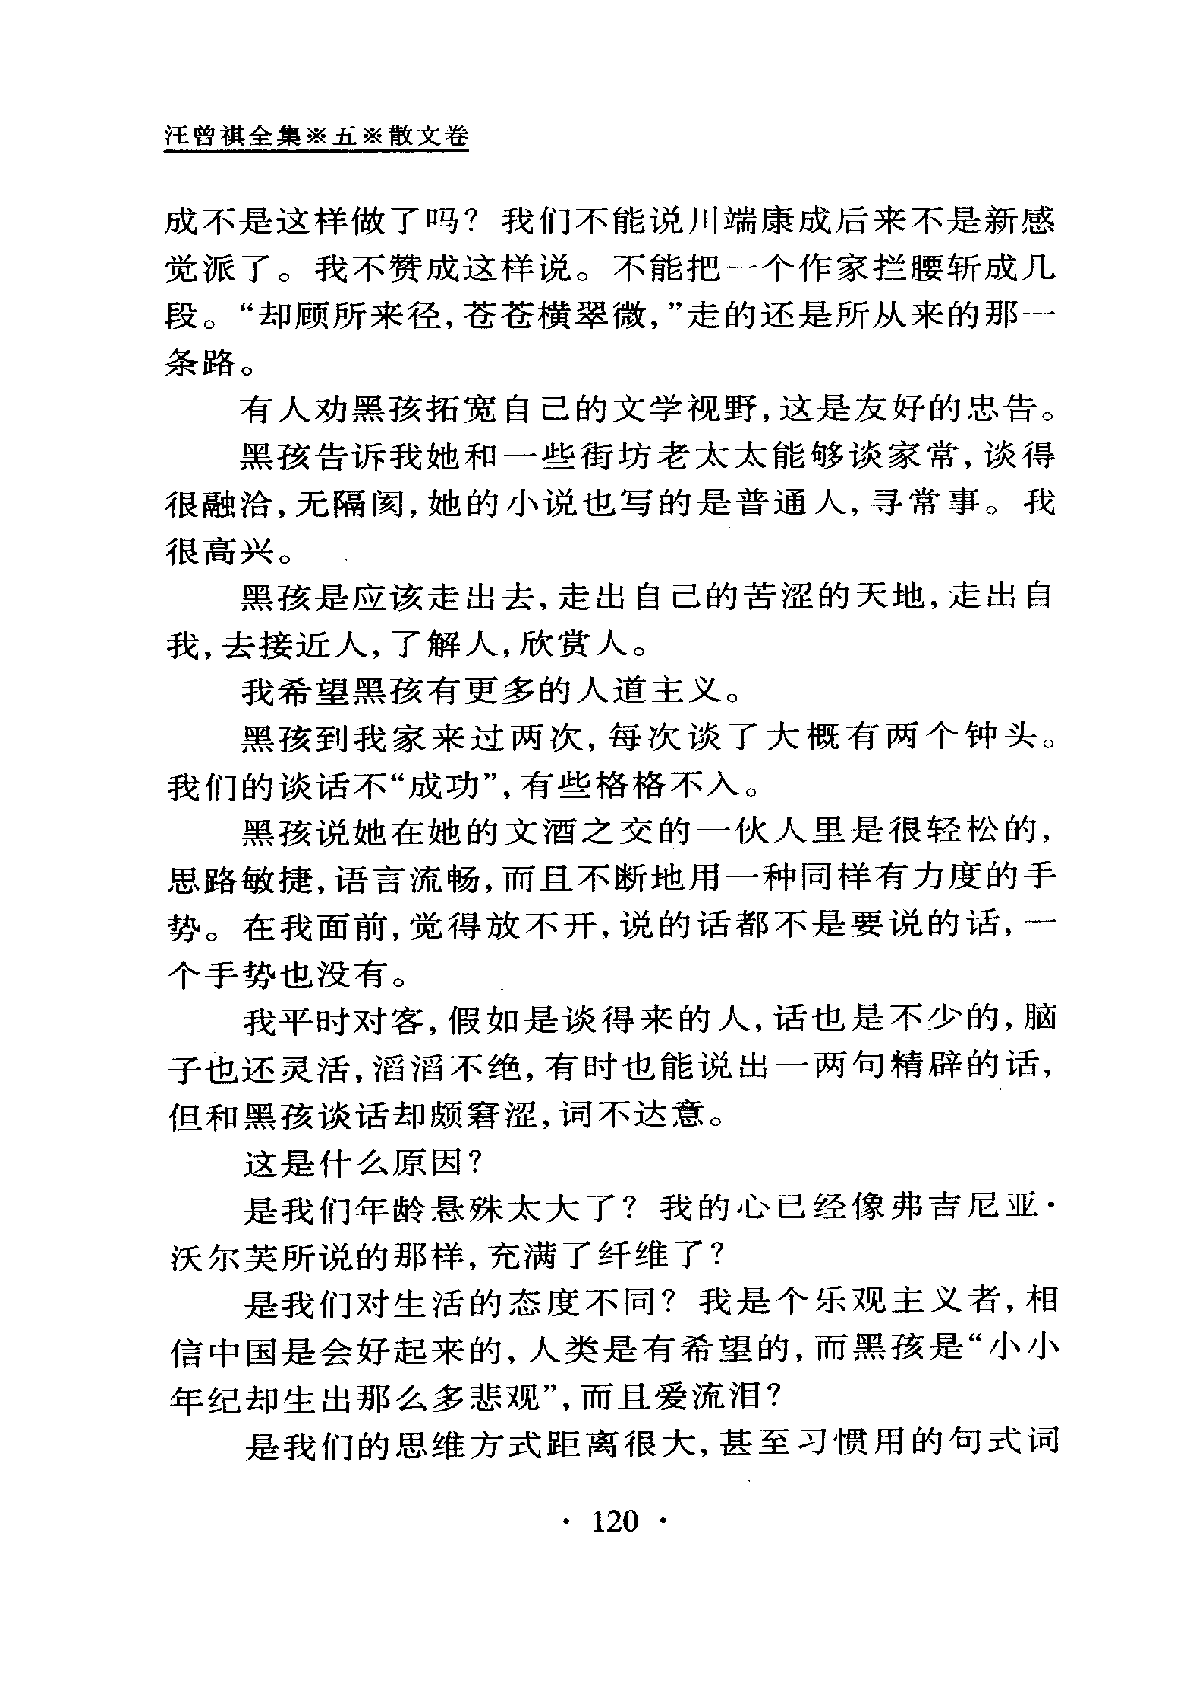 汪曾祺全集※五※散文卷
成不是这样做了吗？我们不能说川端康成后来不是新感
觉派了。我不赞成这样说。不能把一个作家拦腰斩成几
段。“却顾所来径，苍苍横翠微，”走的还是所从来的那一
条路。
有人劝黑孩拓宽自己的文学视野，这是友好的忠告。
黑孩告诉我她和一些街坊老太太能够谈家常，谈得
很融洽，无隔阂，她的小说也写的是普通人，寻常事。我
很高兴。
黑孩是应该走出去，走出自己的苦涩的天地，走出自
我，去接近人，了解人，欣赏人。
我希望黑孩有更多的人道主义。
黑孩到我家来过两次，每次谈了大概有两个钟头。
我们的谈话不“成功”，有些格格不入。
黑孩说她在她的文酒之交的一伙人里是很轻松的，
思路敏捷，语言流畅，而且不断地用一种同样有力度的手
势。在我面前，觉得放不开，说的话都不是要说的话，一
个手势也没有。
我平时对客，假如是谈得来的人，话也是不少的，脑
子也还灵活，滔滔不绝，有时也能说出一两句精辟的话，
但和黑孩谈话却颇窘涩，词不达意。
这是什么原因？
是我们年龄悬殊太大了？我的心已经像弗吉尼亚·
沃尔芙所说的那样，充满了纤维了？
是我们对生活的态度不同？我是个乐观主义者，相
信中国是会好起来的，人类是有希望的，而黑孩是“小小
年纪却生出那么多悲观”，而且爱流泪？
是我们的思维方式距离很大，甚至习惯用的句式词
· 120 ·